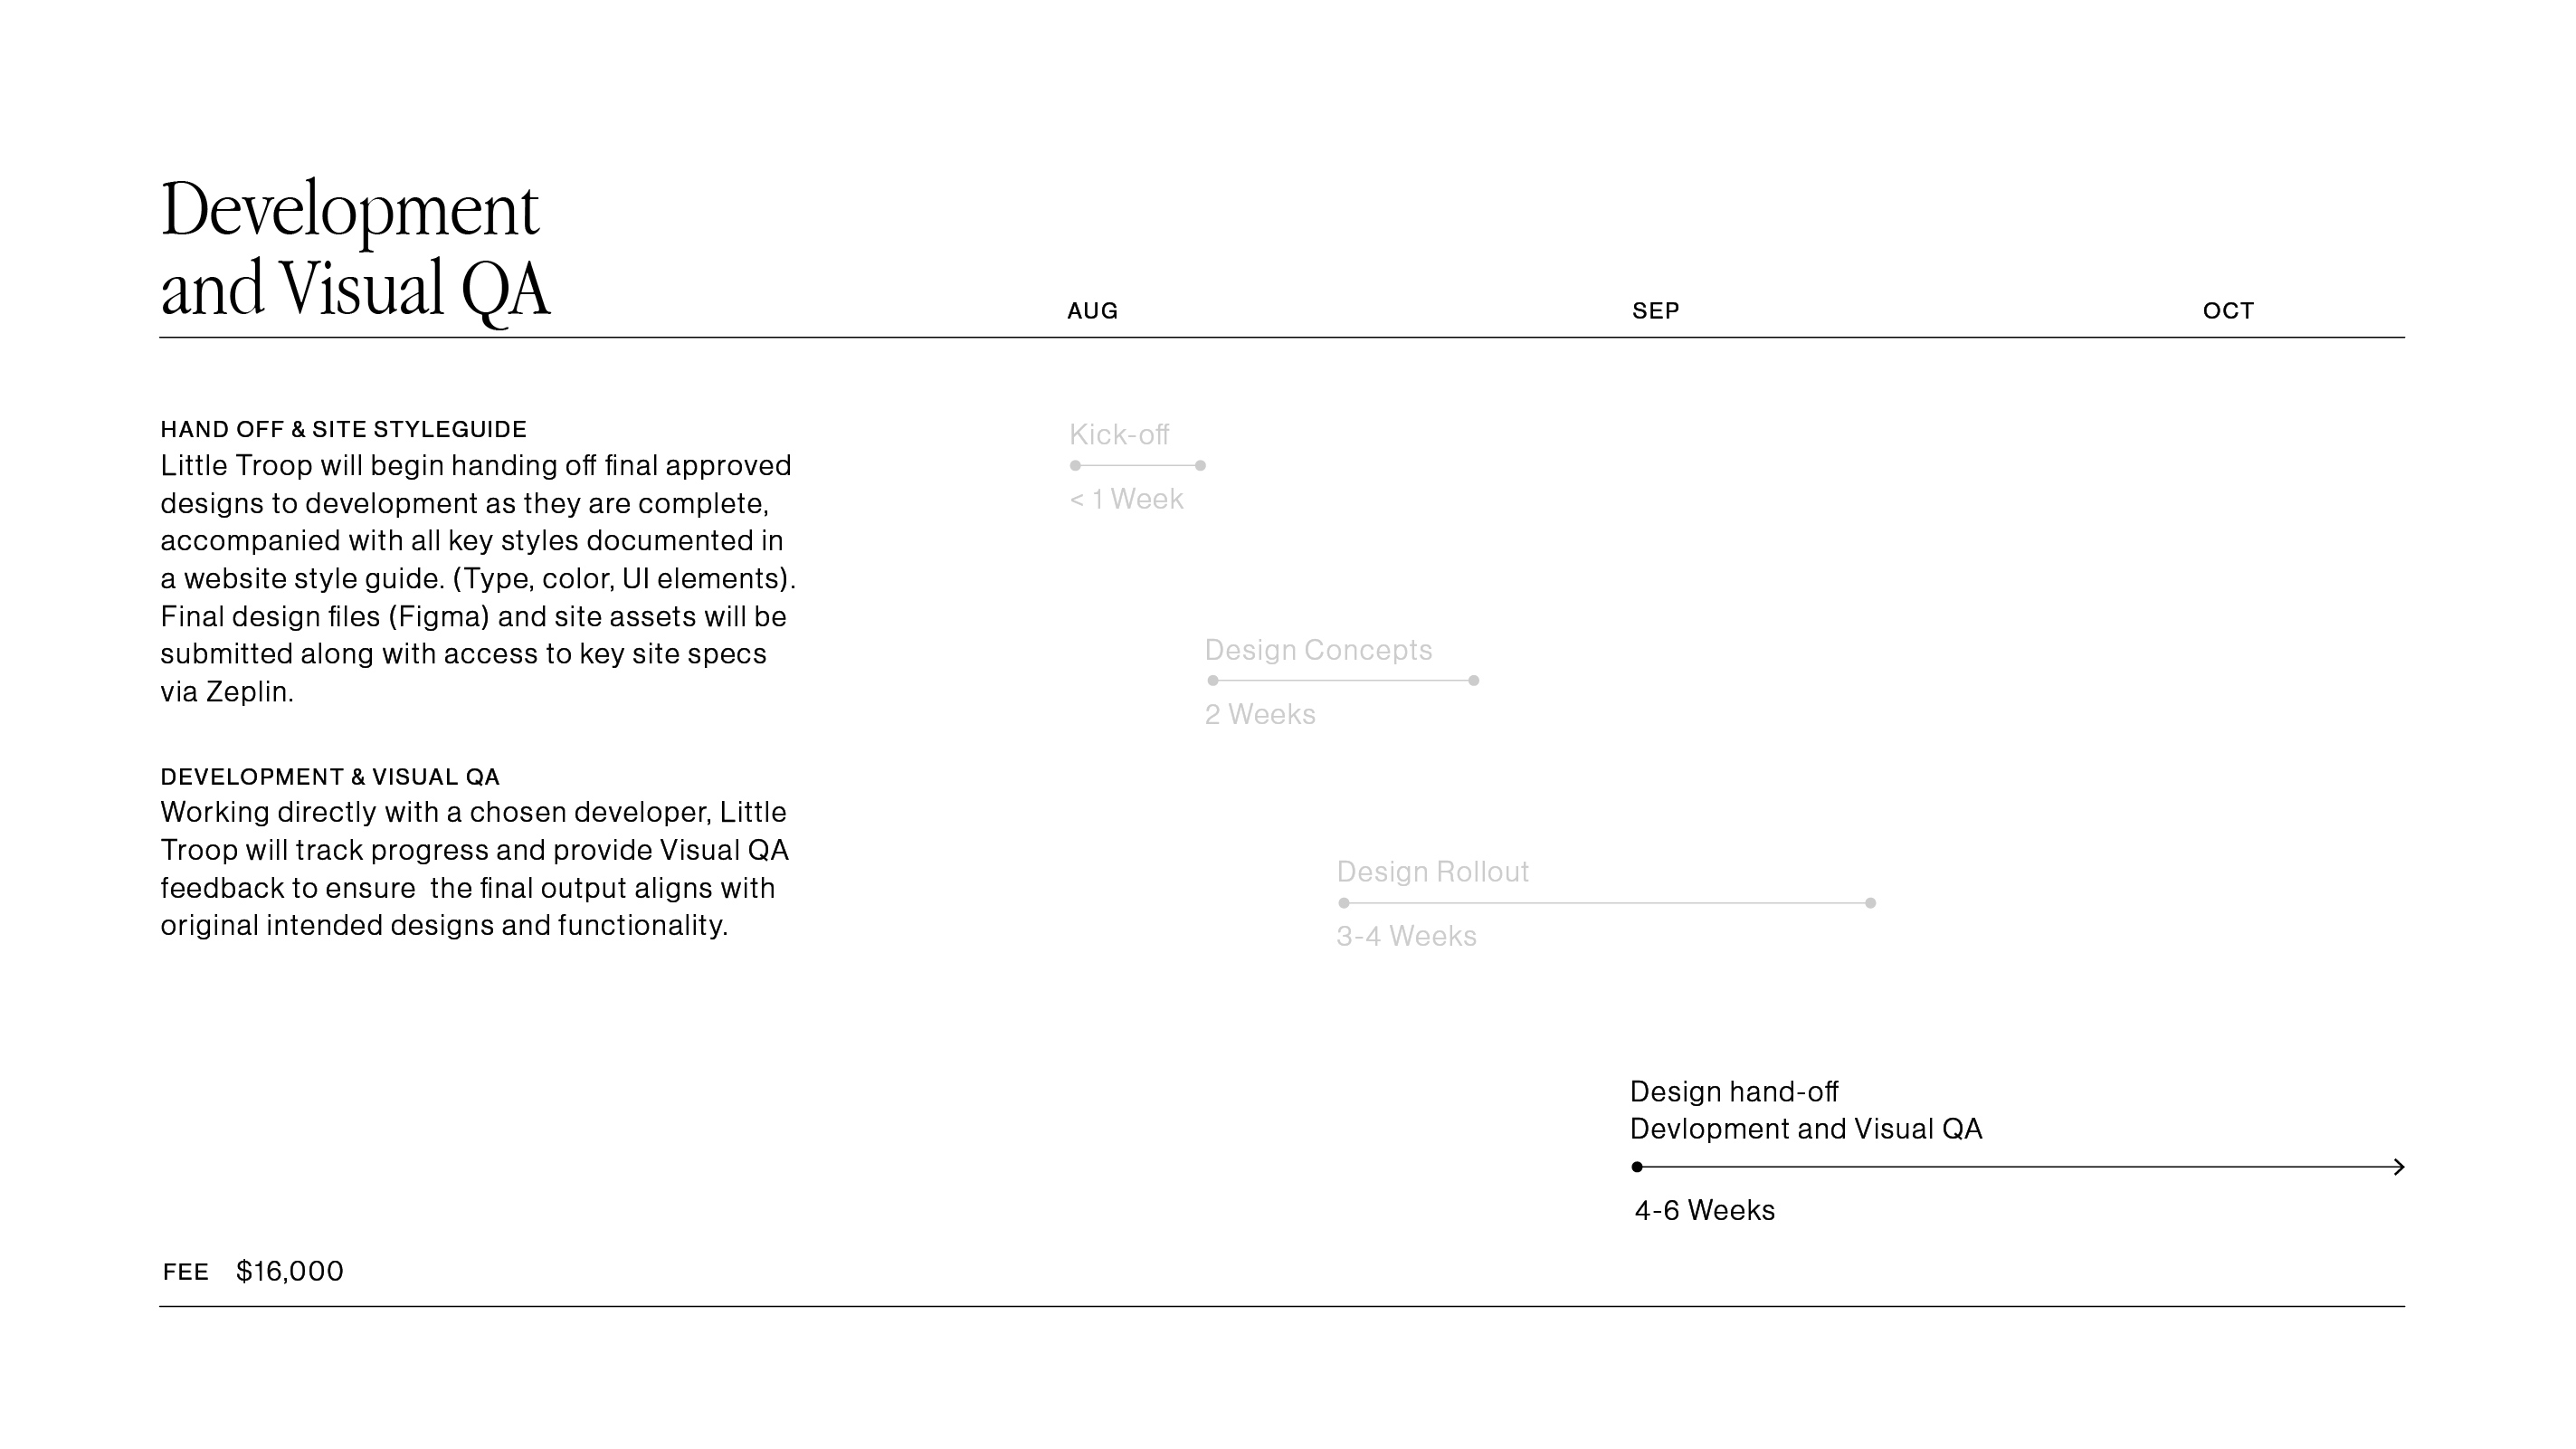 Development
and Visual QA
AUG
SEP
OCT
HAND OFF & SITE STYLEGUIDE
Little Troop will begin handing off final approved
designs to development as they are complete,
accompanied with all key styles documented in
a website style guide. (Type, color, UI elements).
Final design files (Figma) and site assets will be
submitted along with access to key site specs
via Zeplin.
DEVELOPMENT & VISUAL QA
Working directly with a chosen developer, Little
Troop will track progress and provide Visual QA
feedback to ensure  the final output aligns with
original intended designs and functionality.
Kick-off
< 1 Week
Design Concepts
2 Weeks
Design Rollout
3-4 Weeks
Design hand-off
Devlopment and Visual QA
4-6 Weeks
FEE $16,000